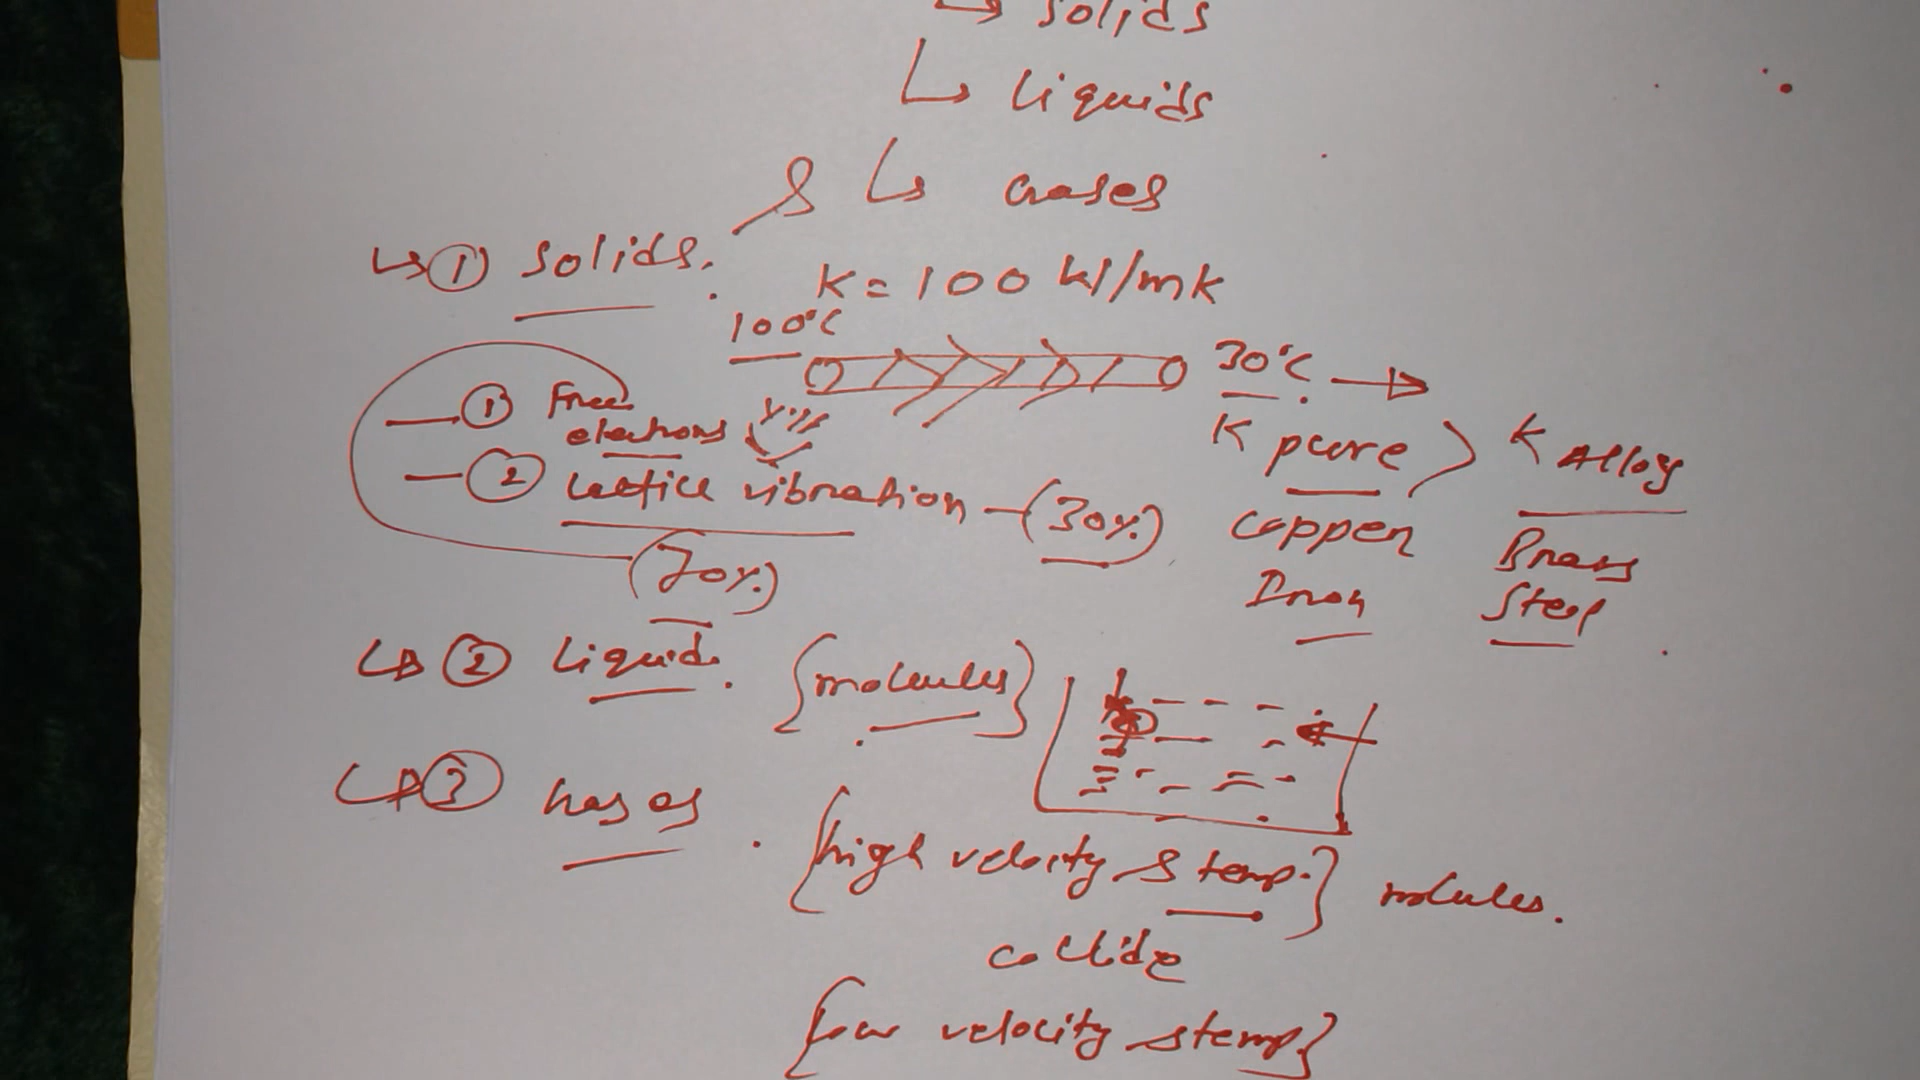 ↳ solids
↳ liquids
& ↳ Gases
↳ ① solids.
K = 100 W/mK
100°C
30°C.
① Free electrons
② Lattice vibration - (30%)
(70%)
K pure > K Alloy
Copper Brass
Iron Steel
↳ ② Liquid. {molecules}
↳ ③ Gases. {high velocity & temp.} molecules.
collide
{low velocity & temp}